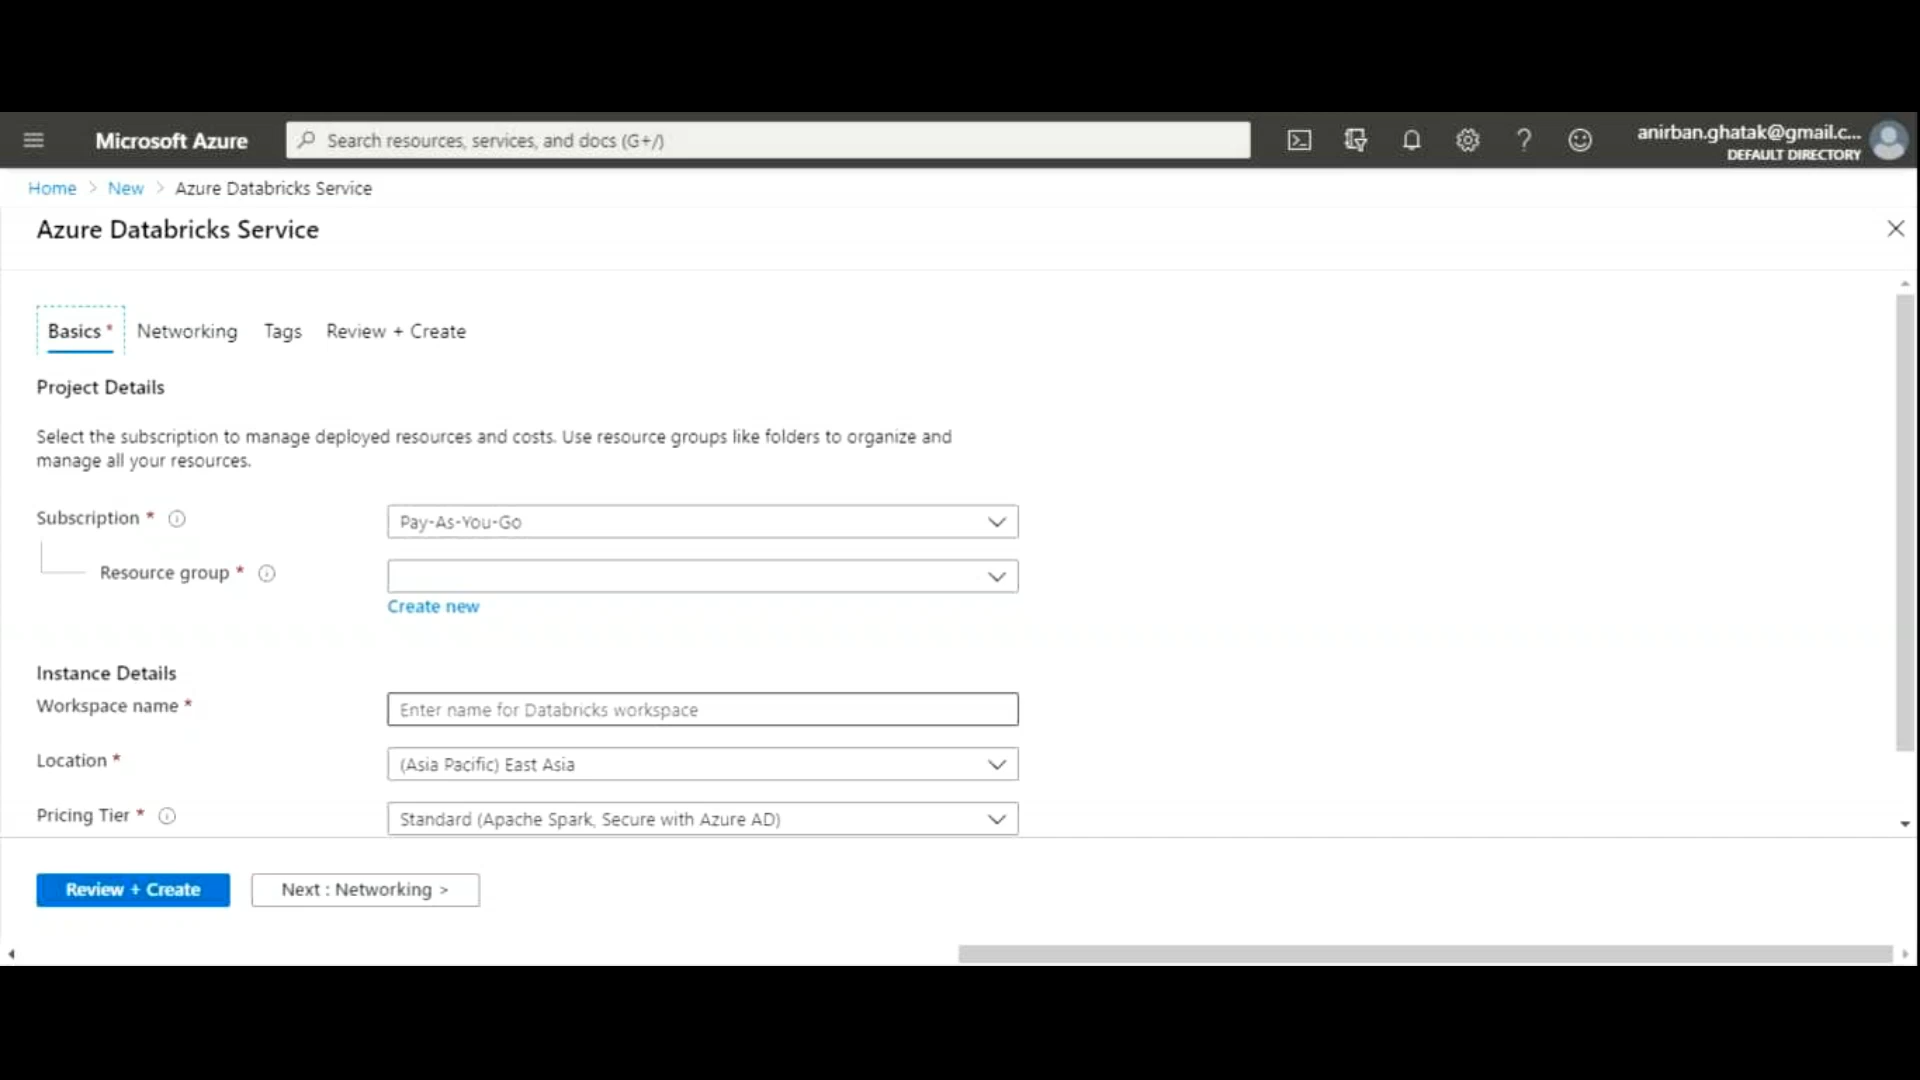 Microsoft Azure
Search resources, services, and docs (G+/)
anirban.ghatak@gmail.c...
DEFAULT DIRECTORY
Home > New > Azure Databricks Service
Azure Databricks Service
Basics * Networking Tags Review + Create
Project Details
Select the subscription to manage deployed resources and costs. Use resource groups like folders to organize and
manage all your resources.
Subscription * Pay-As-You-Go
Resource group *
Create new
Instance Details
Workspace name * Enter name for Databricks workspace
Location * (Asia Pacific) East Asia
Pricing Tier * Standard (Apache Spark, Secure with Azure AD)
Review + Create Next : Networking >